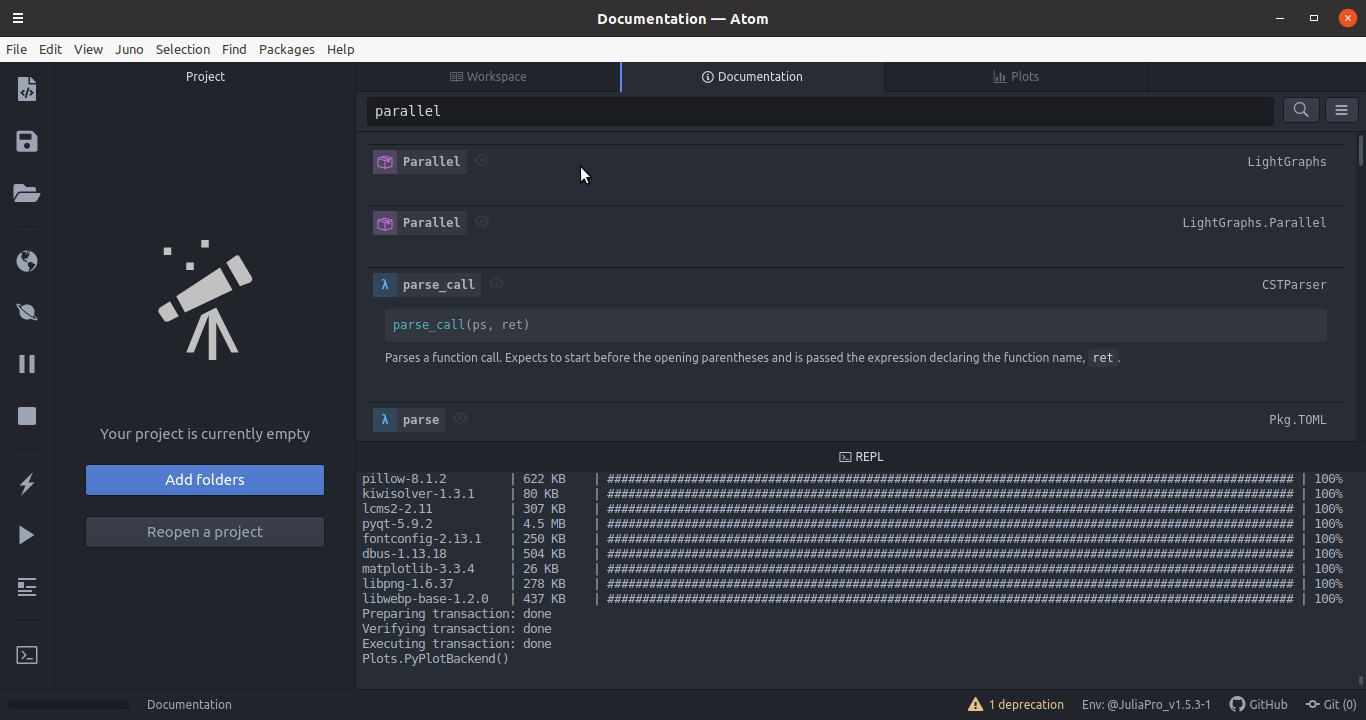 Documentation — Atom
File Edit View Juno Selection Find Packages Help
Project
Workspace
Documentation
Plots
parallel
Parallel LightGraphs
Parallel LightGraphs.Parallel
λ parse_call CSTParser
parse_call(ps, ret)
Parses a function call. Expects to start before the opening parentheses and is passed the expression declaring the function name, ret .
λ parse Pkg.TOML
Your project is currently empty
Add folders
Reopen a project
REPL
pillow-8.1.2 | 622 KB | ################################################################################################## | 100%
kiwisolver-1.3.1 | 80 KB | ################################################################################################## | 100%
lcms2-2.11 | 307 KB | ################################################################################################## | 100%
pyqt-5.9.2 | 4.5 MB | ################################################################################################## | 100%
fontconfig-2.13.1 | 250 KB | ################################################################################################## | 100%
dbus-1.13.18 | 504 KB | ################################################################################################## | 100%
matplotlib-3.3.4 | 26 KB | ################################################################################################## | 100%
libpng-1.6.37 | 278 KB | ################################################################################################## | 100%
libwebp-base-1.2.0 | 437 KB | ################################################################################################## | 100%
Preparing transaction: done
Verifying transaction: done
Executing transaction: done
Plots.PyPlotBackend()
Documentation
1 deprecation
Env: @JuliaPro_v1.5.3-1
GitHub
Git (0)